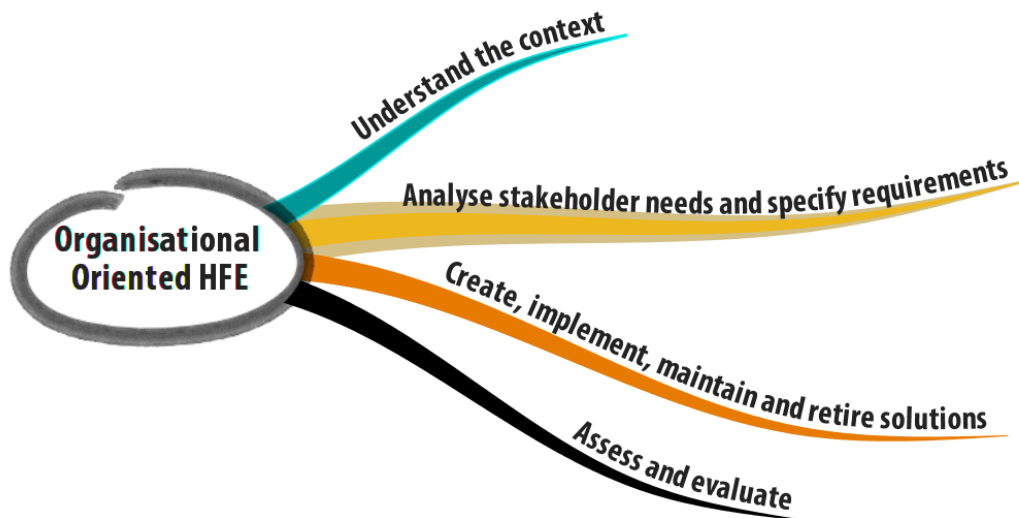 Understand the context
Analyse stakeholder needs and specify requirements
Organisational
Oriented HFE
Create, implement, maintain and retire solutions
Assess and evaluate